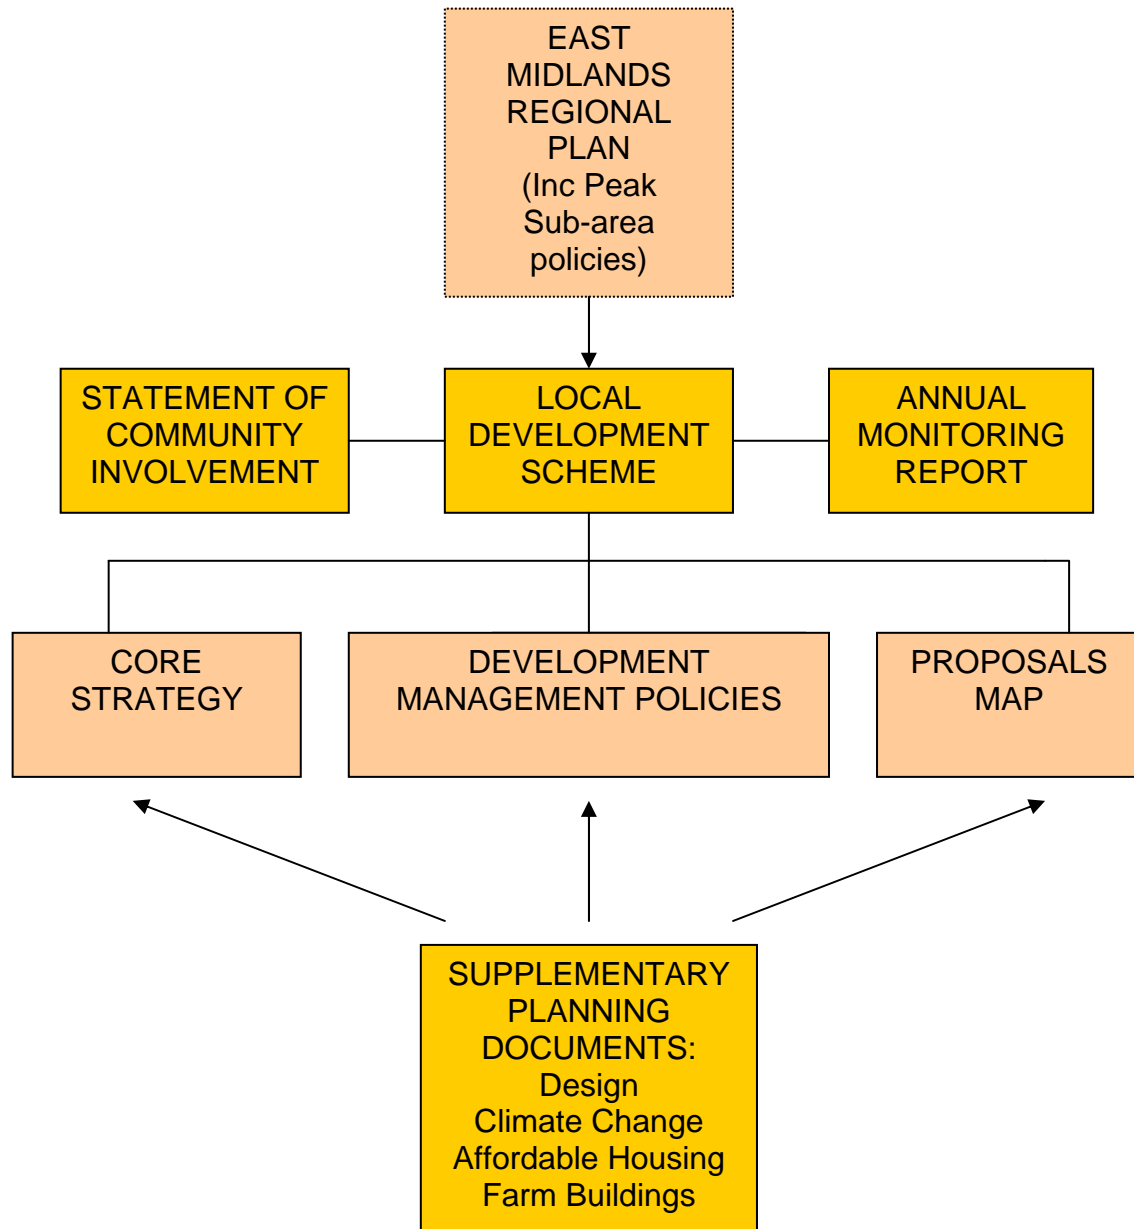 EAST
MIDLANDS
REGIONAL
PLAN
(Inc Peak
Sub-area
policies)
STATEMENT OF
COMMUNITY
INVOLVEMENT
LOCAL
DEVELOPMENT
SCHEME
ANNUAL
MONITORING
REPORT
CORE
STRATEGY
DEVELOPMENT
MANAGEMENT POLICIES
PROPOSALS
MAP
SUPPLEMENTARY
PLANNING
DOCUMENTS:
Design
Climate Change
Affordable Housing
Farm Buildings